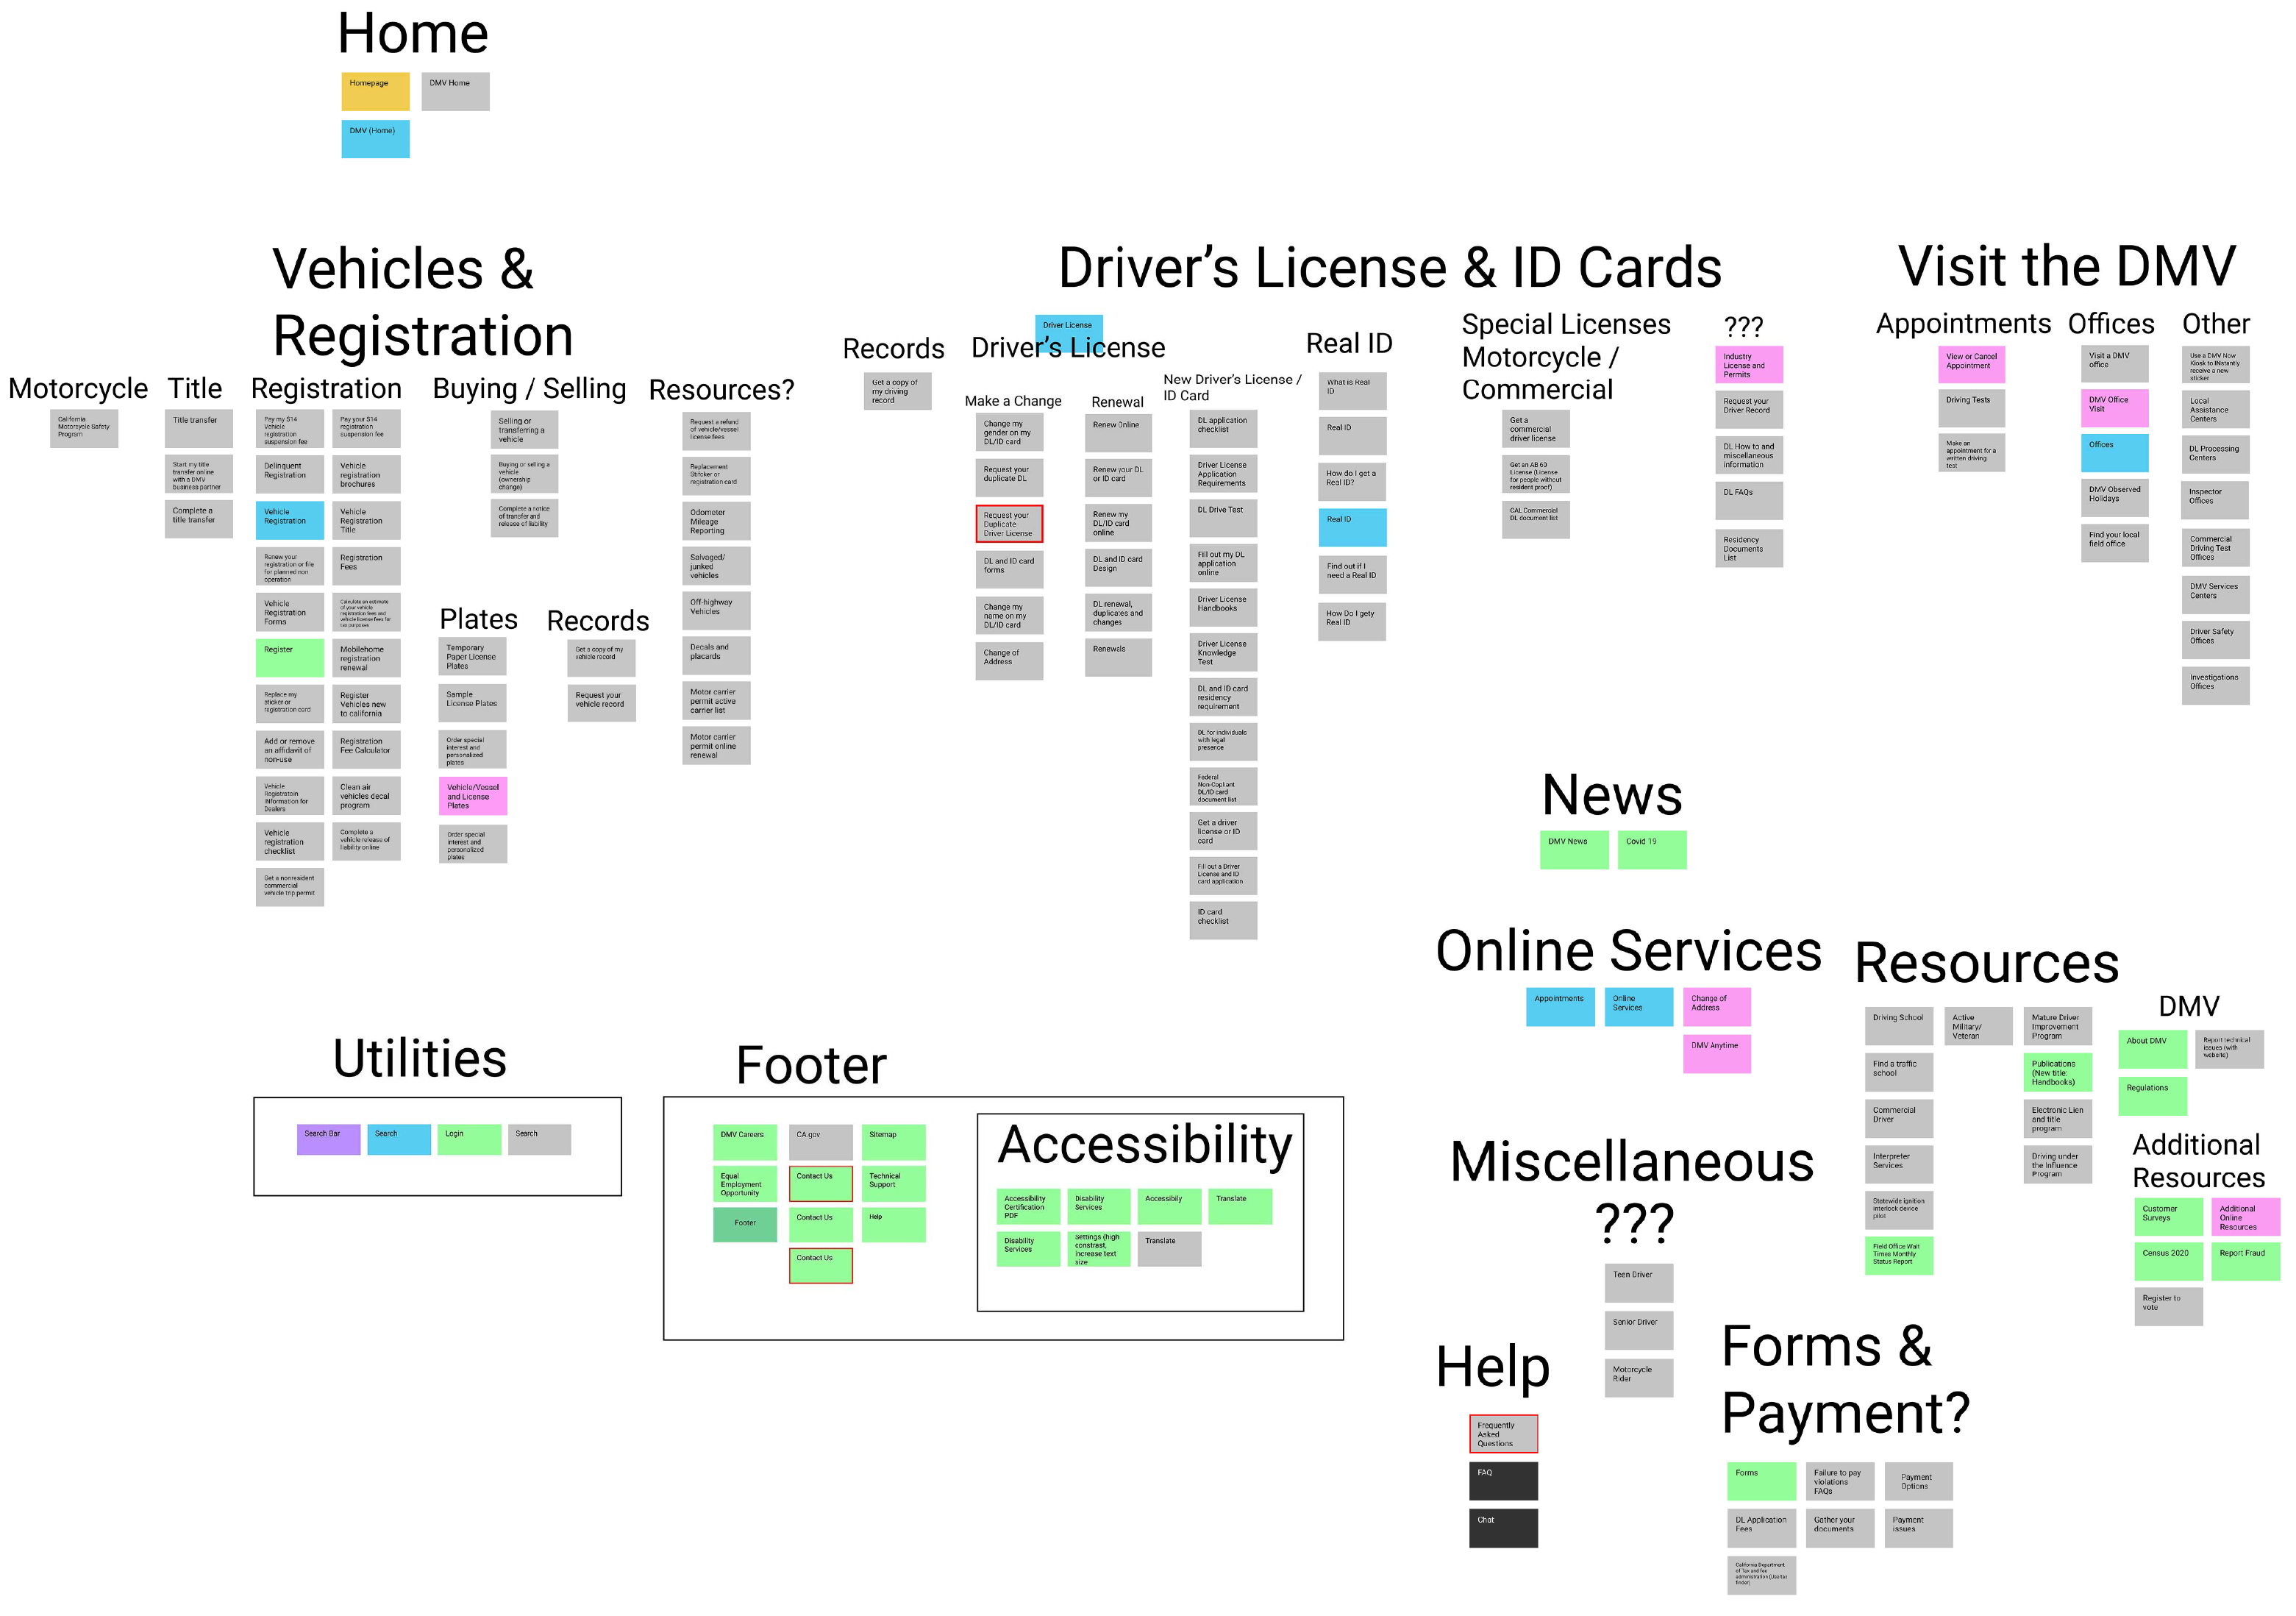 Home
Homepage
DMV Home
DMV (Home)
Vehicles &
Registration
Motorcycle
California
Motorcycle Safety
Program
Title
Title transfer
Start my title
transfer online
with a DMV
business partner
Complete a
title transfer
Registration
Pay my $14
Vehicle
registration
suspension fee
Pay your $14
registration
suspension fee
Delinquent
Registration
Vehicle
registration
brochures
Vehicle
Registration
Vehicle
Registration
Title
Renew your
registration or file
for planned non
operation
Registration
Fees
Vehicle
Registration
Forms
Calculate an estimate
of your vehicle
registration fees and
vehicle license fees for
tax purposes
Register
Mobilehome
registration
renewal
Replace my
sticker or
registration card
Register
Vehicles new
to california
Add or remove
an affidavit of
non-use
Registration
Fee Calculator
Vehicle
Registratoin
INformation for
Dealers
Clean air
vehicles decal
program
Vehicle
registration
checklist
Complete a
vehicle release of
liability online
Get a nonresident
commercial
vehicle trip permit
Buying / Selling
Selling or
transferring a
vehicle
Buying or selling a
vehicle
(ownership
change)
Complete a notice
of transfer and
release of liability
Plates
Temporary
Paper License
Plates
Sample
License Plates
Order special
interest and
personalized
plates
Vehicle/Vessel
and License
Plates
Order special
interest and
personalized
plates
Records
Get a copy of my
vehicle record
Request your
vehicle record
Resources?
Request a refund
of vehicle/vessel
license fees
Replacement
Stifcker or
registration card
Odometer
Mileage
Reporting
Salvaged/
junked
vehicles
Off-highway
Vehicles
Decals and
placards
Motor carrier
permit active
carrier list
Motor carrier
permit online
renewal
Driver's License & ID Cards
Records
Get a copy of
my driving
record
Driver License
Driver's License
Make a Change
Change my
gender on my
DL/ID card
Request your
duplicate DL
Request your
Duplicate
Driver License
DL and ID card
forms
Change my
name on my
DL/ID card
Change of
Address
Renewal
Renew Online
Renew your DL
or ID card
Renew my
DL/ID card
online
DL and ID card
Design
DL renewal,
duplicates and
changes
Renewals
New Driver's License /
ID Card
DL application
checklist
Driver License
Application
Requirements
DL Drive Test
Fill out my DL
application
online
Driver License
Handbooks
Driver License
Knowledge
Test
DL and ID card
residency
requirement
DL for individuals
with legal
presence
Federal
Non-Copliant
DL/ID card
document list
Get a driver
license or ID
card
Fill out a Driver
License and ID
card application
ID card
checklist
Real ID
What is Real
ID
Real ID
How do I get a
Real ID?
Real ID
Find out if I
need a Real ID
How Do I gety
Real ID
Special Licenses
Motorcycle /
Commercial
Get a
commercial
driver license
Get an AB 60
License (License
for people without
resident proof)
CAL Commercial
DL document list
???
Industry
License and
Permits
Request your
Driver Record
DL How to and
miscellaneous
information
DL FAQs
Residency
Documents
List
Visit the DMV
Appointments
View or Cancel
Appointment
Driving Tests
Make an
appointment for a
written driving
test
Offices
Visit a DMV
office
DMV Office
Visit
Offices
DMV Observed
Holidays
Find your local
field office
Other
Use a DMV Now
Kiosk to INstantly
receive a new
sticker
Local
Assistance
Centers
DL Processing
Centers
Inspector
Offices
Commercial
Driving Test
Offices
DMV Services
Centers
Driver Safety
Offices
Investigations
Offices
News
DMV News
Covid 19
Online Services
Appointments
Online
Services
Change of
Address
DMV Anytime
Resources
Driving School
Active
Military/
Veteran
Mature Driver
Improvement
Program
Find a traffic
school
Publications
(New title:
Handbooks)
Commercial
Driver
Electronic Lien
and title
program
Interpreter
Services
Driving under
the Influence
Program
Statewide ignition
interlock device
pilot
Field Office Wait
Times Monthly
Status Report
DMV
About DMV
Report technical
issues (with
website)
Regulations
Additional
Resources
Customer
Surveys
Additional
Online
Resources
Census 2020
Report Fraud
Register to
vote
Utilities
Search Bar
Search
Login
Search
Footer
DMV Careers
CA.gov
Sitemap
Equal
Employment
Opportunity
Contact Us
Technical
Support
Footer
Contact Us
Help
Contact Us
Accessibility
Accessibility
Certification
PDF
Disability
Services
Accessibily
Translate
Disability
Services
Settings (high
constrast,
increase text
size
Translate
Miscellaneous
???
Teen Driver
Senior Driver
Motorcycle
Rider
Help
Frequently
Asked
Questions
FAQ
Chat
Forms &
Payment?
Forms
Failure to pay
violations
FAQs
Payment
Options
DL Application
Fees
Gather your
documents
Payment
issues
California Department
of Tax and fee
administration (Use tax
finder)